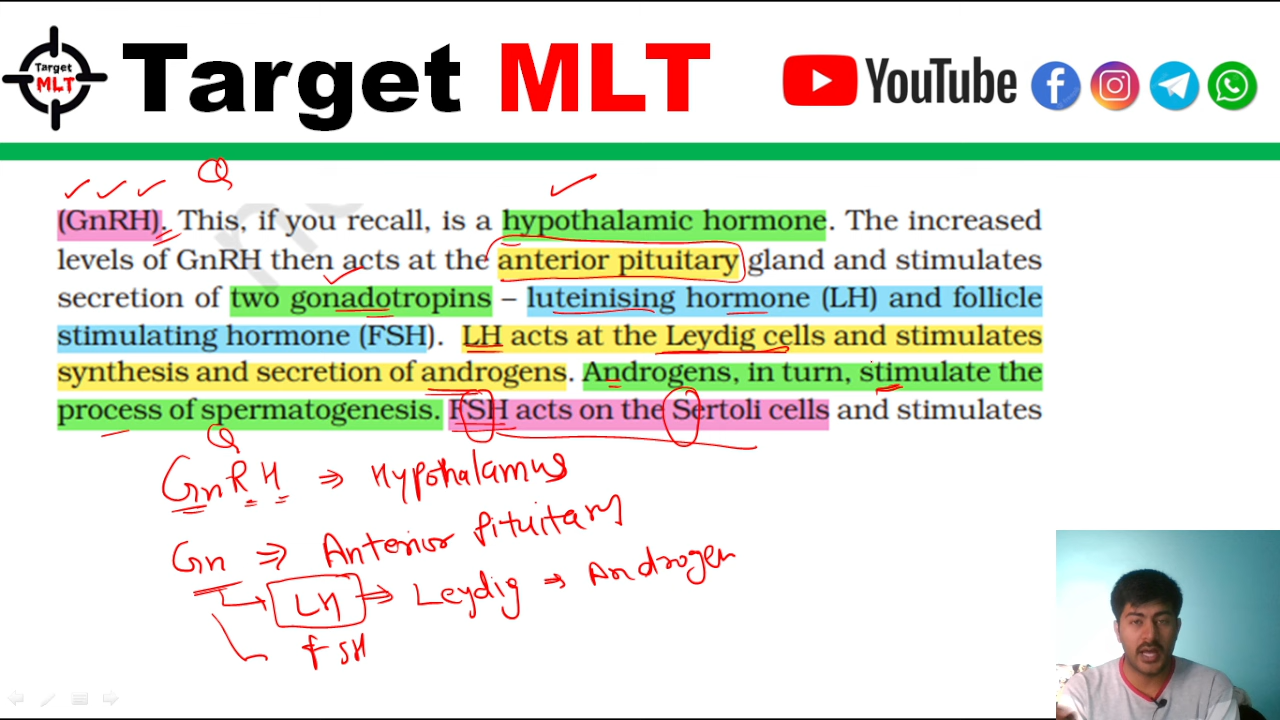 Target MLT
Target MLT
YouTube
(GnRH). This, if you recall, is a hypothalamic hormone. The increased
levels of GnRH then acts at the anterior pituitary gland and stimulates
secretion of two gonadotropins – luteinising hormone (LH) and follicle
stimulating hormone (FSH). LH acts at the Leydig cells and stimulates
synthesis and secretion of androgens. Androgens, in turn, stimulate the
process of spermatogenesis. FSH acts on the Sertoli cells and stimulates
GnRH ⇒ Hypothalamus
Gn ⇒ Anterior Pituitary
LH ⇒ Leydig ⇒ Androgen
FSH